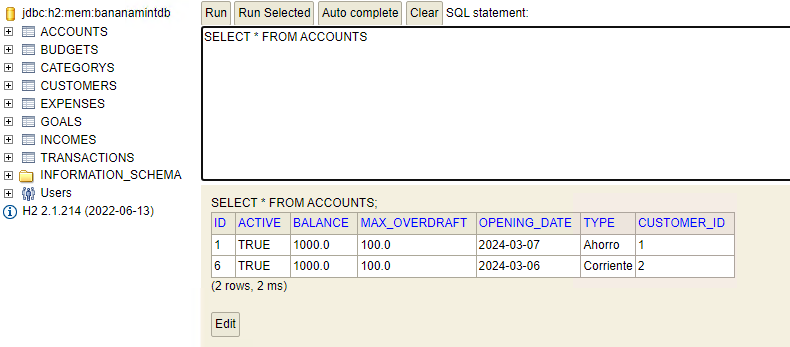 jdbc:h2:mem:bananamintdb
ACCOUNTS
BUDGETS
CATEGORYS
CUSTOMERS
EXPENSES
GOALS
INCOMES
TRANSACTIONS
INFORMATION_SCHEMA
Users
H2 2.1.214 (2022-06-13)
Run Run Selected Auto complete Clear SQL statement:
SELECT * FROM ACCOUNTS
SELECT * FROM ACCOUNTS;
ID ACTIVE BALANCE MAX_OVERDRAFT OPENING_DATE TYPE CUSTOMER_ID
1 TRUE 1000.0 100.0 2024-03-07 Ahorro 1
6 TRUE 1000.0 100.0 2024-03-06 Corriente 2
(2 rows, 2 ms)
Edit